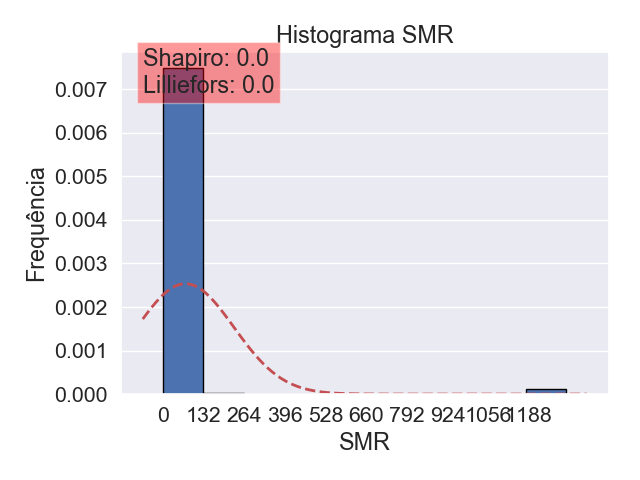 Histograma SMR
Shapiro: 0.0
Lilliefors: 0.0
0.007
0.006
0.005
0.004
0.003
0.002
0.001
0.000
Frequência
0 132 264 396 528 660 792 924 1056 1188
SMR